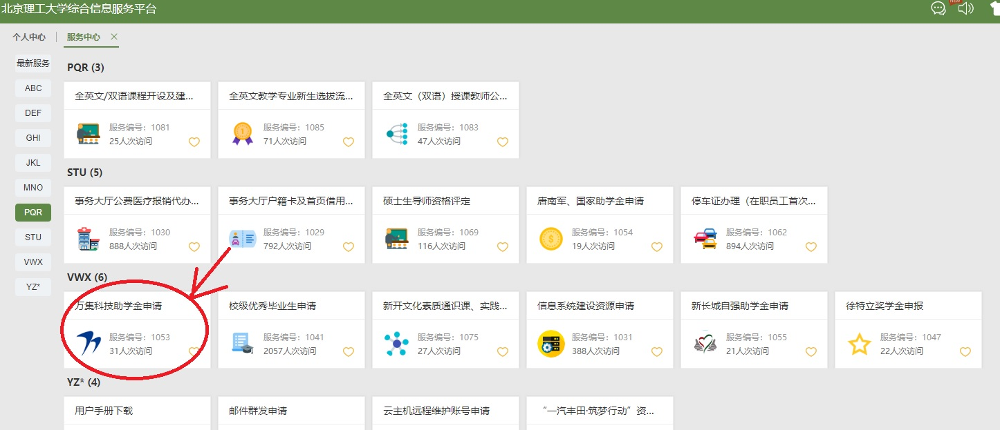 北京理工大学综合信息服务平台
NEW
个人中心
服务中心
最新服务
ABC
DEF
GHI
JKL
MNO
PQR
STU
VWX
YZ*
PQR (3)
全英文/双语课程开设及建...
服务编号：1081
25人次访问
全英文教学专业新生选拔流...
服务编号：1085
71人次访问
全英文（双语）授课教师公...
服务编号：1083
47人次访问
STU (5)
事务大厅公费医疗报销代办...
服务编号：1030
888人次访问
事务大厅户籍卡及首页借用...
服务编号：1029
792人次访问
硕士生导师资格评定
服务编号：1069
116人次访问
唐南军、国家助学金申请
服务编号：1054
19人次访问
停车证办理（在职员工首次...
服务编号：1062
894人次访问
VWX (6)
万集科技助学金申请
服务编号：1053
31人次访问
校级优秀毕业生申请
服务编号：1041
2057人次访问
新开文化素质通识课、实践...
服务编号：1075
27人次访问
信息系统建设资源申请
服务编号：1031
388人次访问
新长城自强助学金申请
服务编号：1055
21人次访问
徐特立奖学金申报
服务编号：1047
22人次访问
YZ* (4)
用户手册下载
邮件群发申请
云主机远程维护账号申请
“一汽丰田·筑梦行动”资...